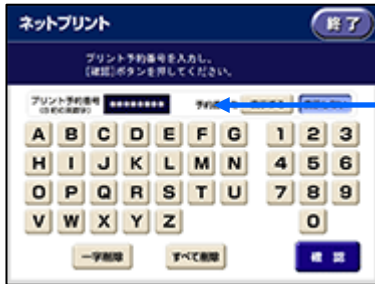 ネットプリント
終了
プリント予約番号を入力し、
[確認]ボタンを押してください。
プリント予約番号
********
A B C D E F G 1 2 3
H I J K L M N 4 5 6
O P Q R S T U 7 8 9
V W X Y Z 0
一字削除 すべて削除 確認